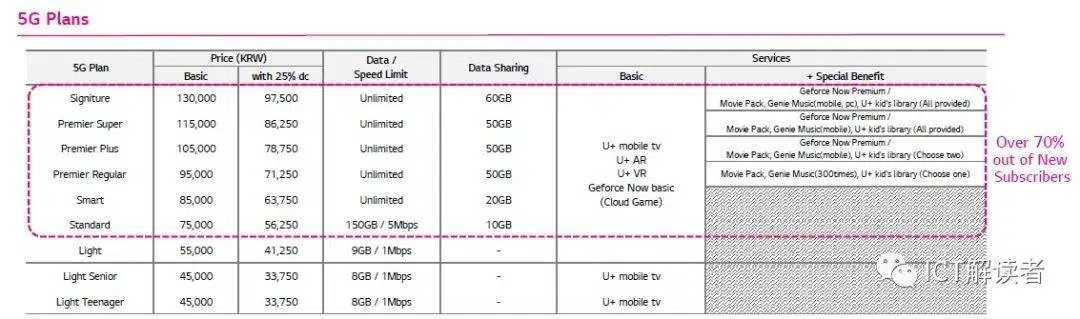 5G Plans
5G Plan Price (KRW) Data / Speed Limit Data Sharing Services
Basic with 25% dc Basic + Special Benefit
Signiture 130,000 97,500 Unlimited 60GB Geforce Now Premium /
Movie Pack, Genie Music(mobile, pc), U+ kid's library (All provided)
Premier Super 115,000 86,250 Unlimited 50GB Geforce Now Premium /
Movie Pack, Genie Music(mobile), U+ kid's library (All provided)
Premier Plus 105,000 78,750 Unlimited 50GB Geforce Now Premium /
Movie Pack, Genie Music(mobile), U+ kid's library (Choose two)
Premier Regular 95,000 71,250 Unlimited 50GB Movie Pack, Genie Music(300times), U+ kid's library (Choose one)
Smart 85,000 63,750 Unlimited 20GB
Standard 75,000 56,250 150GB / 5Mbps 10GB
Light 55,000 41,250 9GB / 1Mbps -
U+ mobile tv
U+ AR
U+ VR
Geforce Now basic
(Cloud Game)
Light Senior 45,000 33,750 8GB / 1Mbps - U+ mobile tv
Light Teenager 45,000 33,750 8GB / 1Mbps - U+ mobile tv
Over 70%
out of New
Subscribers
ICT解读者